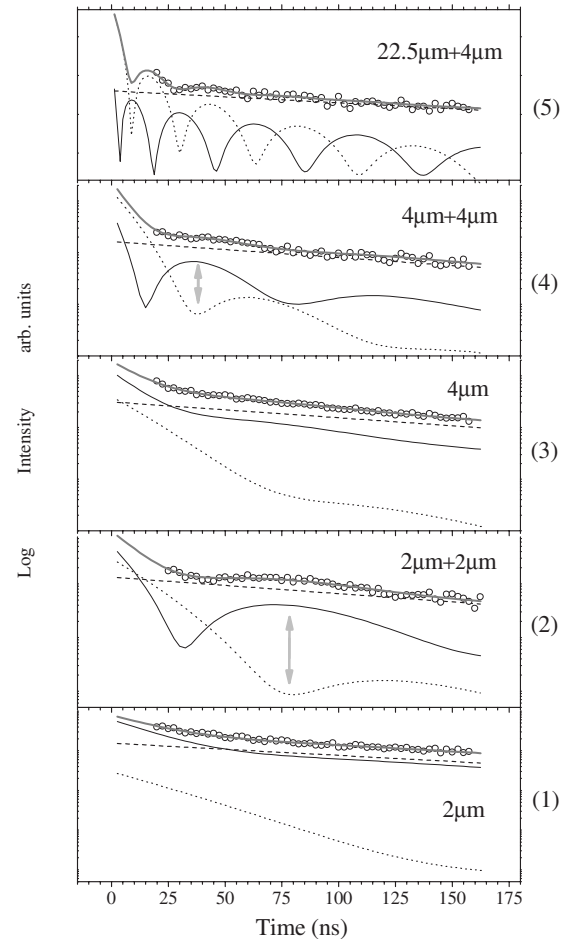 22.5μm+4μm
(5)
4μm+4μm
(4)
arb. units
4μm
(3)
Intensity
2μm+2μm
(2)
Log
2μm
(1)
0 25 50 75 100 125 150 175
Time (ns)